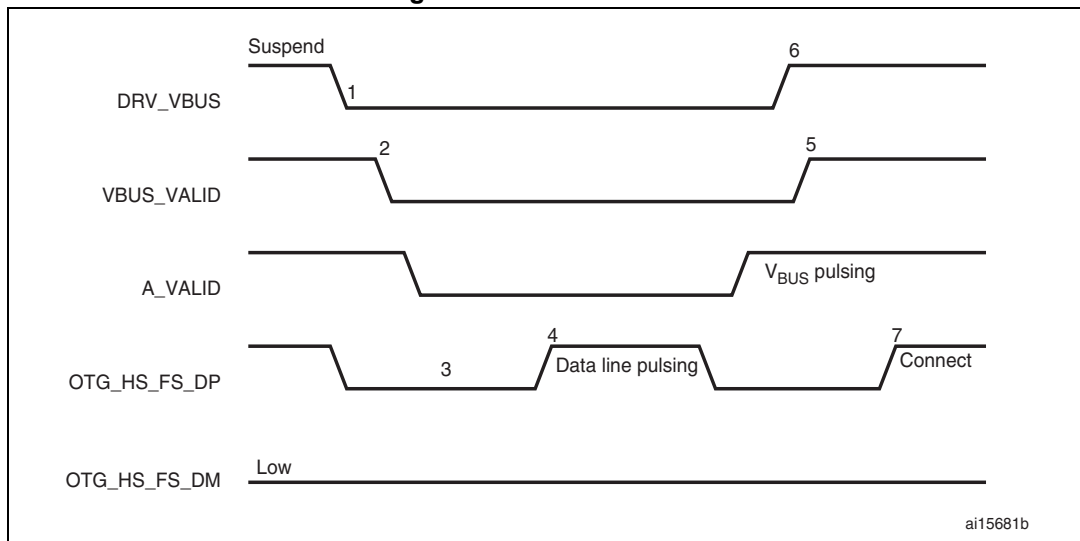 Suspend
6
DRV_VBUS
1
2
5
VBUS_VALID
A_VALID
VBUS pulsing
4
7
OTG_HS_FS_DP
3
Data line pulsing
Connect
OTG_HS_FS_DM
Low
ai15681b